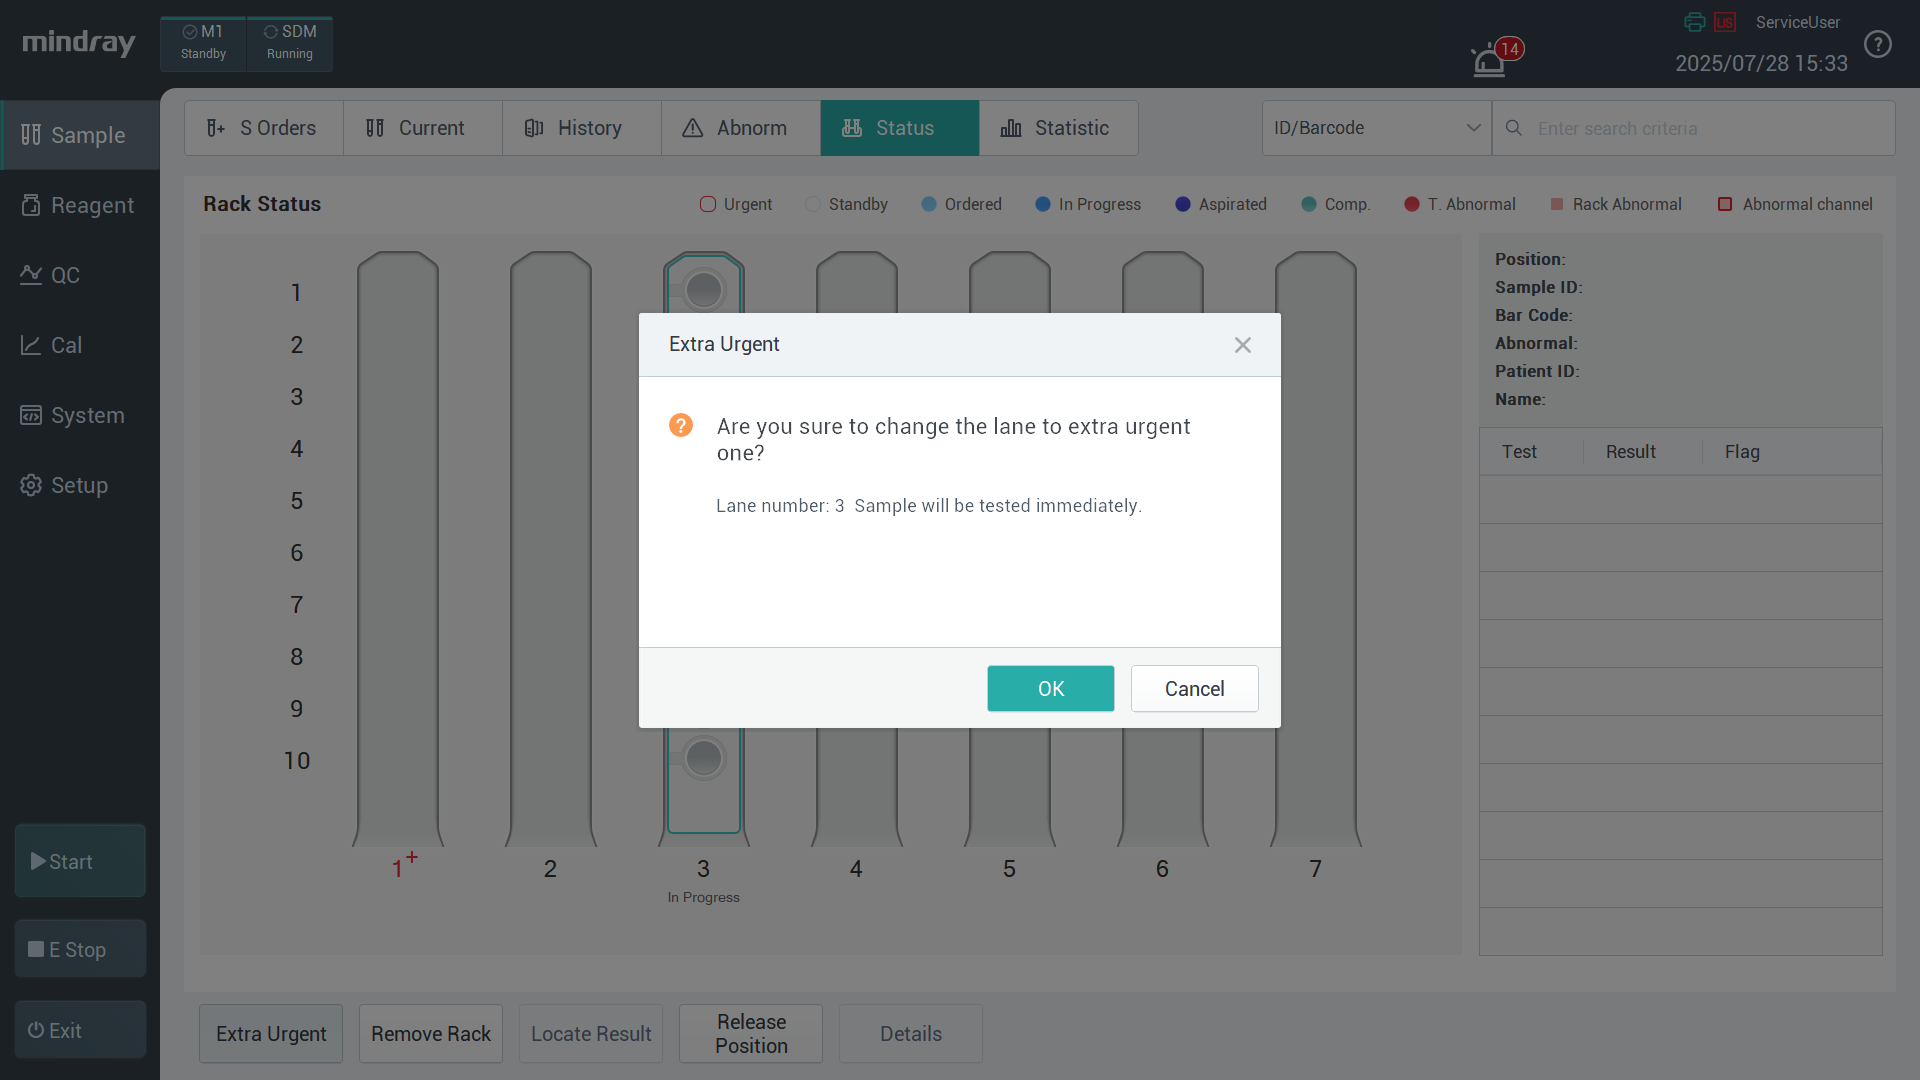 mindray
M1
Standby
SDM
Running
14
LIS
ServiceUser
2025/07/28 15:33
?
Sample
Reagent
QC
Cal
System
Setup
Start
E Stop
Exit
S Orders
Current
History
Abnorm
Status
Statistic
ID/Barcode
Enter search criteria
Rack Status
Urgent
Standby
Ordered
In Progress
Aspirated
Comp.
T. Abnormal
Rack Abnormal
Abnormal channel
1
2
3
4
5
6
7
8
9
10
1+
2
3
4
5
6
7
In Progress
Position:
Sample ID:
Bar Code:
Abnormal:
Patient ID:
Name:
Test
Result
Flag
Extra Urgent
?
Are you sure to change the lane to extra urgent
one?
Lane number: 3 Sample will be tested immediately.
OK
Cancel
Extra Urgent
Remove Rack
Locate Result
Release
Position
Details